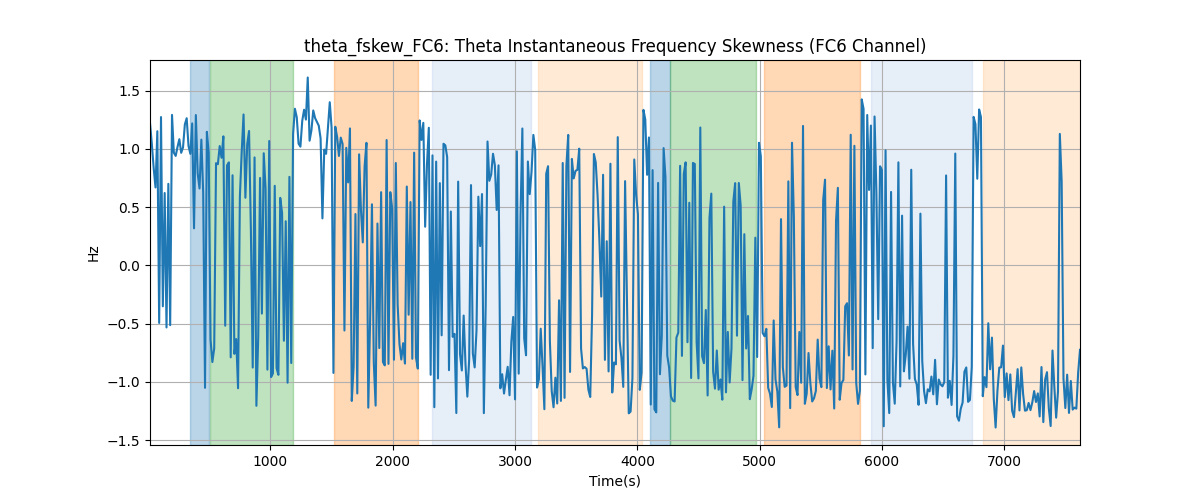 theta_fskew_FC6: Theta Instantaneous Frequency Skewness (FC6 Channel)
1.5
1.0
0.5
0.0
−0.5
−1.0
−1.5
Hz
1000 2000 3000 4000 5000 6000 7000
Time(s)